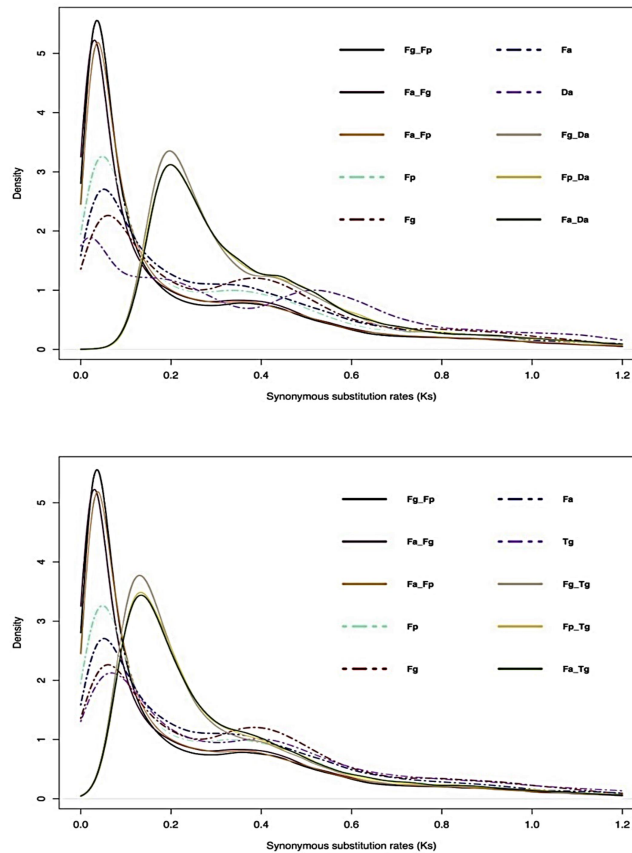 5
4
3
2
1
0
Density
Fg_Fp
Fa_Fg
Fa_Fp
Fp
Fg
Fa
Da
Fg_Da
Fp_Da
Fa_Da
0.0 0.2 0.4 0.6 0.8 1.0 1.2
Synonymous substitution rates (Ks)
5
4
3
2
1
0
Density
Fg_Fp
Fa_Fg
Fa_Fp
Fp
Fg
Fa
Tg
Fg_Tg
Fp_Tg
Fa_Tg
0.0 0.2 0.4 0.6 0.8 1.0 1.2
Synonymous substitution rates (Ks)